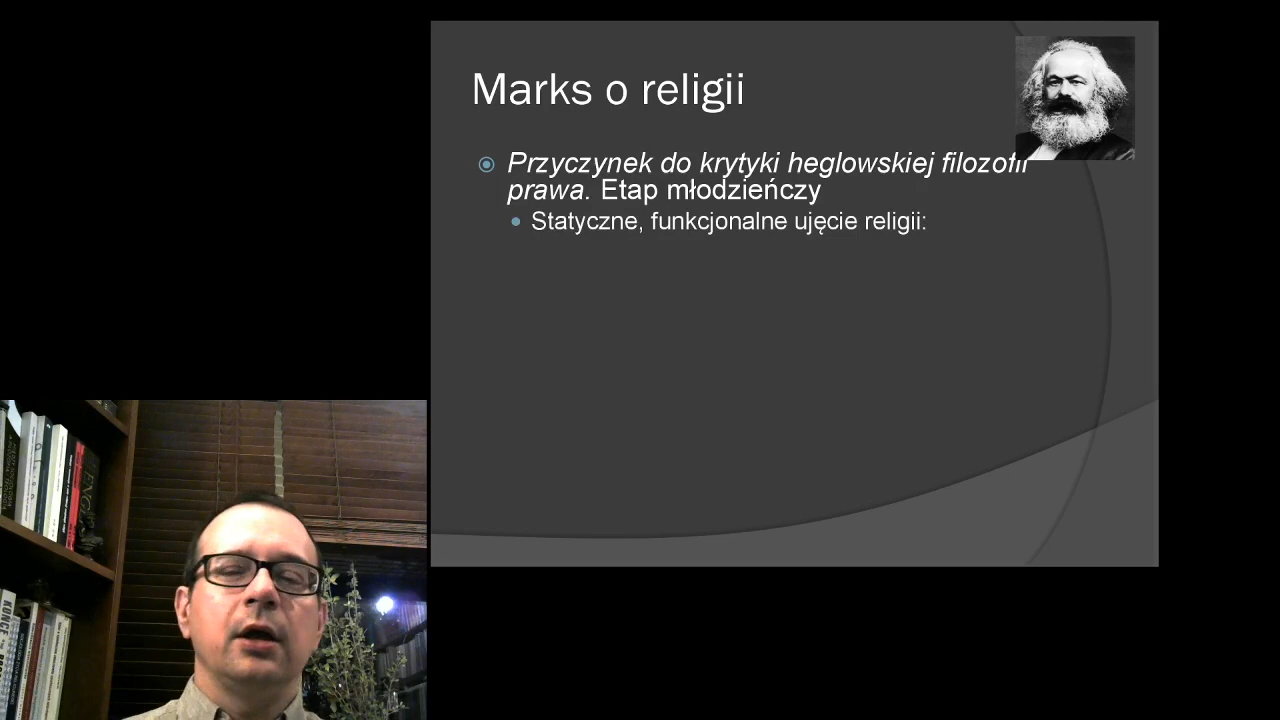 Marks o religii
Przyczynek do krytyki heglowskiej filozofii
prawa. Etap młodzieńczy
Statyczne, funkcjonalne ujęcie religii: